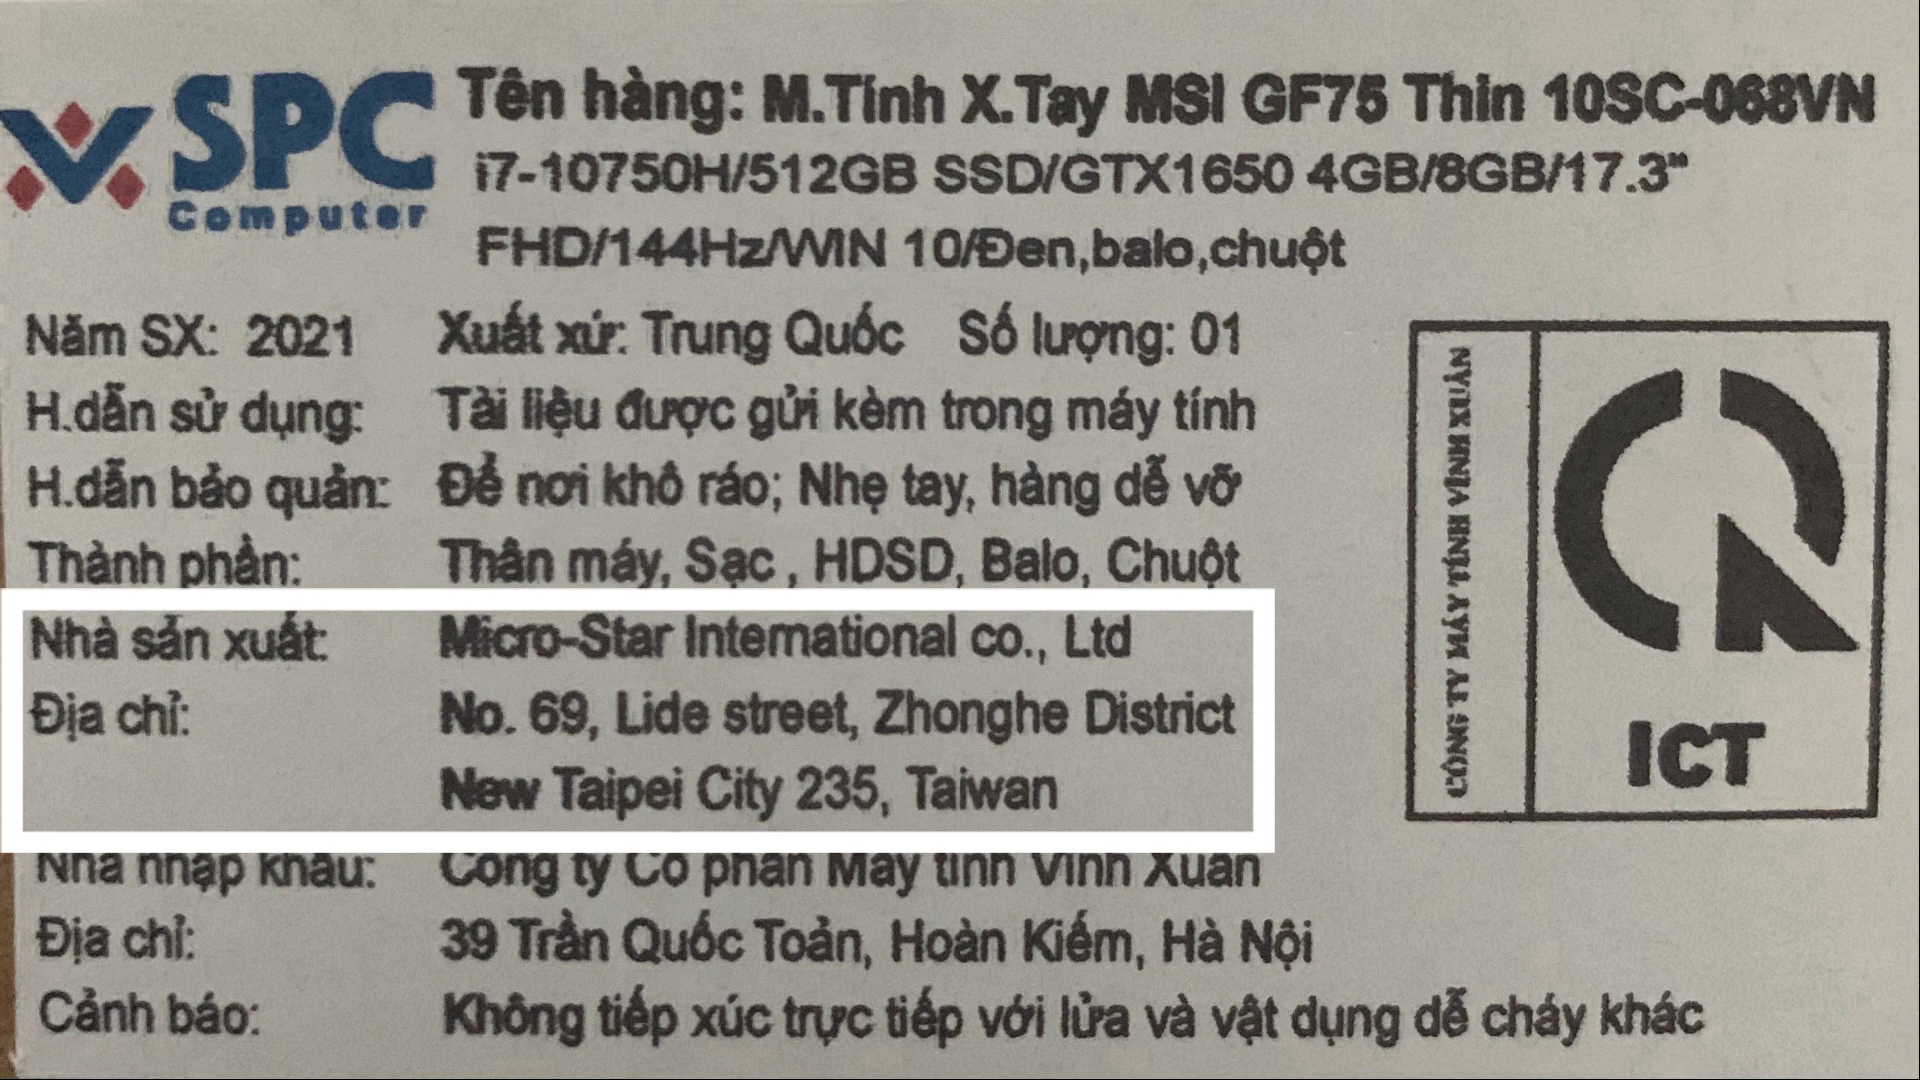 SPC
Computer
Tên hàng: M.Tính X.Tay MSI GF75 Thin 10SC-068VN
i7-10750H/512GB SSD/GTX1650 4GB/8GB/17.3"
FHD/144Hz/WIN 10/Đen,balo,chuột
Năm SX: 2021 Xuất xứ: Trung Quốc Số lượng: 01
H.dẫn sử dụng: Tài liệu được gửi kèm trong máy tính
H.dẫn bảo quản: Để nơi khô ráo; Nhẹ tay, hàng dễ vỡ
Thành phần: Thân máy, Sạc , HDSD, Balo, Chuột
Nhà sản xuất: Micro-Star International co., Ltd
Địa chỉ: No. 69, Lide street, Zhonghe District
New Taipei City 235, Taiwan
Nhà nhập khẩu: Công ty Cổ phần Máy tính Vĩnh Xuân
Địa chỉ: 39 Trần Quốc Toản, Hoàn Kiếm, Hà Nội
Cảnh báo: Không tiếp xúc trực tiếp với lửa và vật dụng dễ cháy khác
CÔNG TY MÁY TÍNH VĨNH XUÂN
ICT